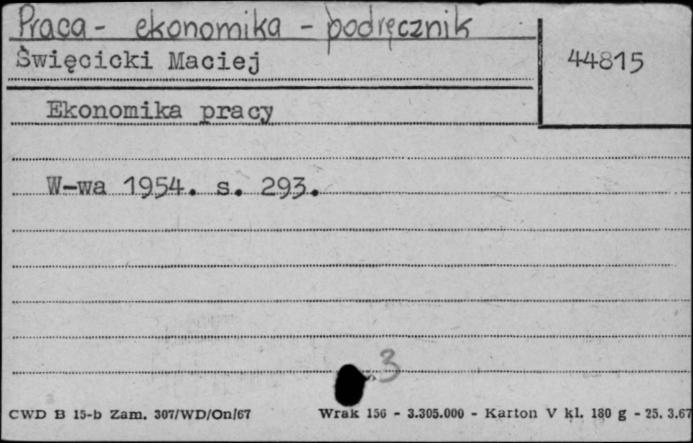 Praca - ekonomika - podręcznik
Święcicki Maciej
44815
Ekonomika pracy
W-wa 1954. s. 293.
3
CWD B 15-b Zam. 307/WD/On/67
Wrak 156 - 3.305.000 - Karton V kl. 180 g - 25. 3.67